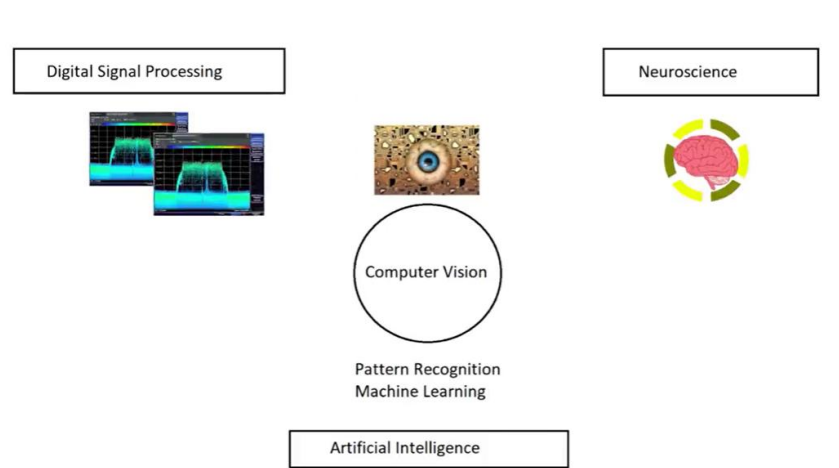 Digital Signal Processing
Neuroscience
Computer Vision
Pattern Recognition
Machine Learning
Artificial Intelligence